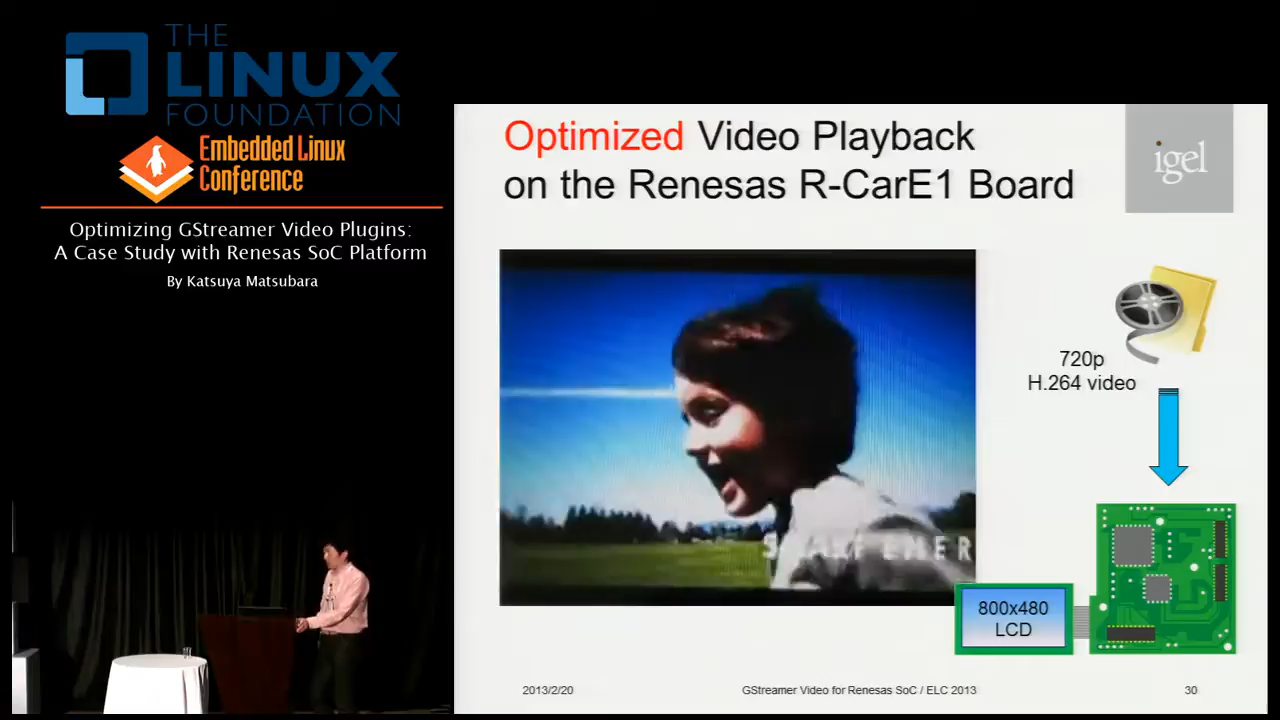 THE
LINUX
FOUNDATION
Embedded Linux
Conference
Optimizing GStreamer Video Plugins:
A Case Study with Renesas SoC Platform
By Katsuya Matsubara
Optimized Video Playback
on the Renesas R-CarE1 Board
igel
720p
H.264 video
800x480
LCD
2013/2/20
GStreamer Video for Renesas SoC / ELC 2013
30